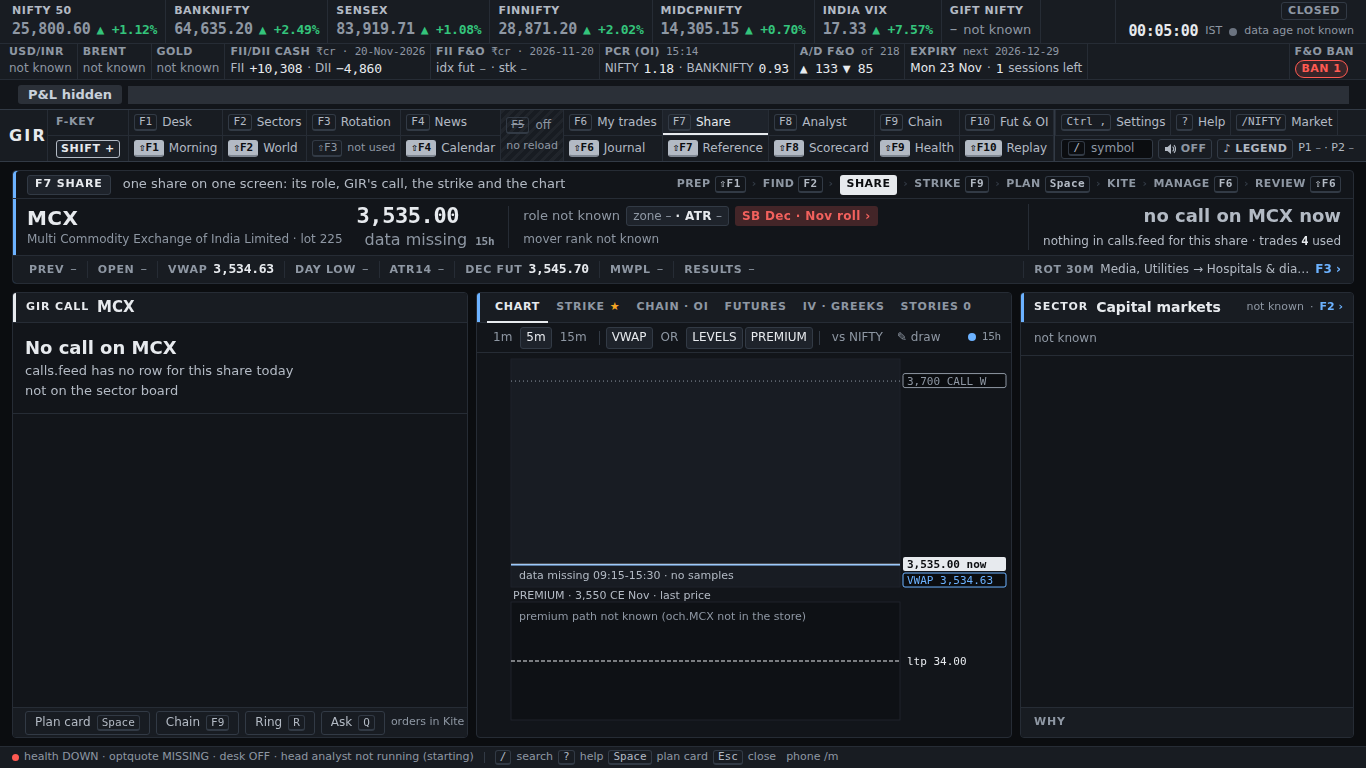 NIFTY 50 BANKNIFTY SENSEX FINNIFTY MIDCPNIFTY INDIA VIX GIFT NIFTY CLOSED
25,800.60 ▲ +1.12% 64,635.20 ▲ +2.49% 83,919.71 ▲ +1.08% 28,871.20 ▲ +2.02% 14,305.15 ▲ +0.70% 17.33 ▲ +7.57% – not known 00:05:00 IST ● data age not known
USD/INR BRENT GOLD FII/DII CASH ₹cr · 20-Nov-2026 FII F&O ₹cr · 2026-11-20 PCR (OI) 15:14 A/D F&O of 218 EXPIRY next 2026-12-29 F&O BAN
not known not known not known FII +10,308 · DII −4,860 idx fut – · stk – NIFTY 1.18 · BANKNIFTY 0.93 ▲ 133 ▼ 85 Mon 23 Nov · 1 sessions left BAN 1
P&L hidden
GIR
F-KEY F1 Desk F2 Sectors F3 Rotation F4 News F5 off F6 My trades F7 Share F8 Analyst F9 Chain F10 Fut & OI Ctrl , Settings ? Help /NIFTY Market
SHIFT + ⇧F1 Morning ⇧F2 World ⇧F3 not used ⇧F4 Calendar no reload ⇧F6 Journal ⇧F7 Reference ⇧F8 Scorecard ⇧F9 Health ⇧F10 Replay / symbol OFF ♪ LEGEND P1 – · P2 –
F7 SHARE one share on one screen: its role, GIR's call, the strike and the chart PREP ⇧F1 › FIND F2 › SHARE › STRIKE F9 › PLAN Space › KITE › MANAGE F6 › REVIEW ⇧F6
MCX 3,535.00 role not known zone – · ATR – SB Dec · Nov roll › no call on MCX now
Multi Commodity Exchange of India Limited · lot 225 data missing 15h mover rank not known nothing in calls.feed for this share · trades 4 used
PREV – OPEN – VWAP 3,534.63 DAY LOW – ATR14 – DEC FUT 3,545.70 MWPL – RESULTS – ROT 30M Media, Utilities → Hospitals & dia… F3 ›
GIR CALL MCX
No call on MCX
calls.feed has no row for this share today
not on the sector board
Plan card Space Chain F9 Ring R Ask Q orders in Kite
CHART STRIKE ★ CHAIN · OI FUTURES IV · GREEKS STORIES 0
1m 5m 15m VWAP OR LEVELS PREMIUM vs NIFTY ✎ draw ● 15h
3,700 CALL W
3,535.00 now
data missing 09:15-15:30 · no samples
VWAP 3,534.63
PREMIUM · 3,550 CE Nov · last price
premium path not known (och.MCX not in the store)
ltp 34.00
SECTOR Capital markets not known · F2 ›
not known
WHY
● health DOWN · optquote MISSING · desk OFF · head analyst not running (starting) / search ? help Space plan card Esc close phone /m